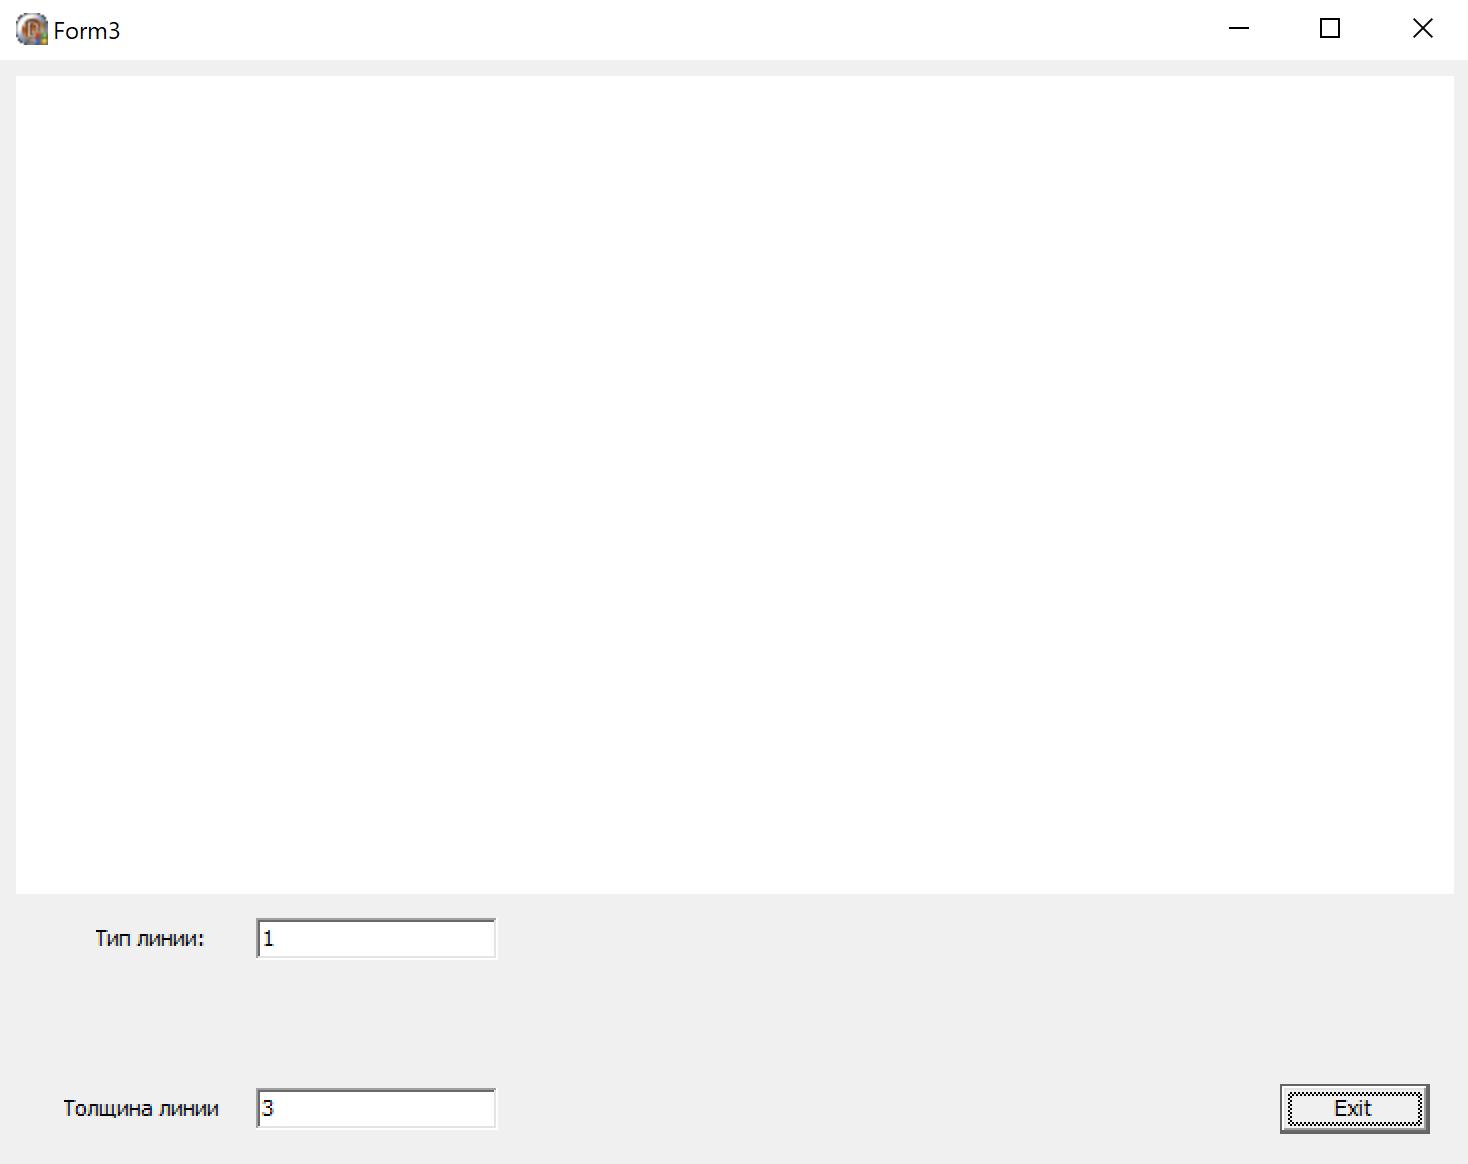 Form3
Тип линии:
1
Толщина линии
3
Exit